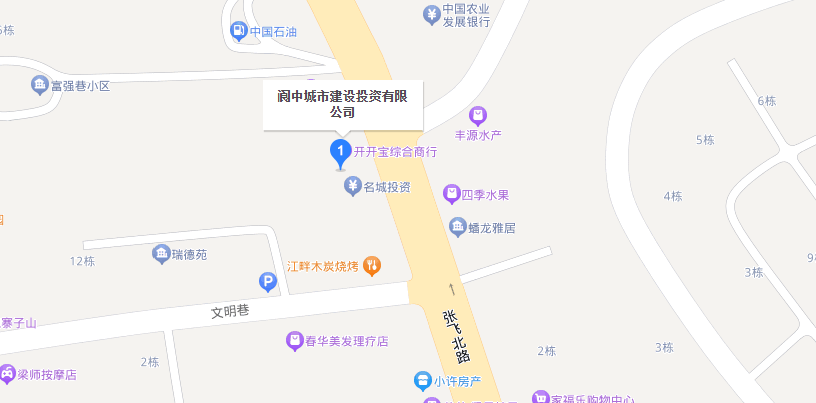 中国农业
发展银行
5栋
中国石油
富强巷小区
阆中城市建设投资有限
公司
6栋
丰源水产
5栋
1
开开宝综合商行
名城投资
四季水果
4栋
蟠龙雅居
瑞德苑
12栋
江畔木炭烧烤
3栋
P
文明巷
寨子山
张飞北路
春华美发理疗店
2栋
2栋
3栋
梁师按摩店
小许房产
家福乐购物中心